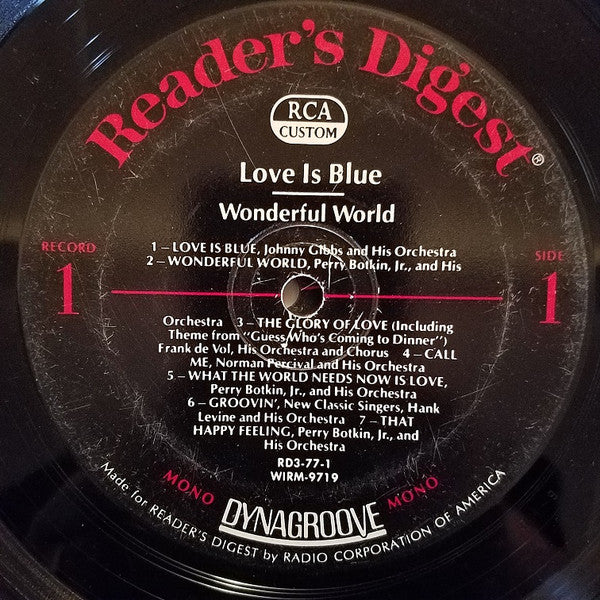 Reader's Digest®
RCA
CUSTOM
Love Is Blue
Wonderful World
RECORD
1
SIDE
1
1 – LOVE IS BLUE, Johnny Gibbs and His Orchestra
2 – WONDERFUL WORLD, Perry Botkin, Jr., and His
Orchestra 3 – THE GLORY OF LOVE (Including
Theme from "Guess Who's Coming to Dinner")
Frank de Vol, His Orchestra and Chorus 4 – CALL
ME, Norman Percival and His Orchestra
5 – WHAT THE WORLD NEEDS NOW IS LOVE,
Perry Botkin, Jr., and His Orchestra
6 – GROOVIN', New Classic Singers, Hank
Levine and His Orchestra 7 – THAT
HAPPY FEELING, Perry Botkin, Jr., and
His Orchestra
RD3-77-1
WIRM-9719
MONO DYNAGROOVE MONO
Made for READER'S DIGEST by RADIO CORPORATION OF AMERICA